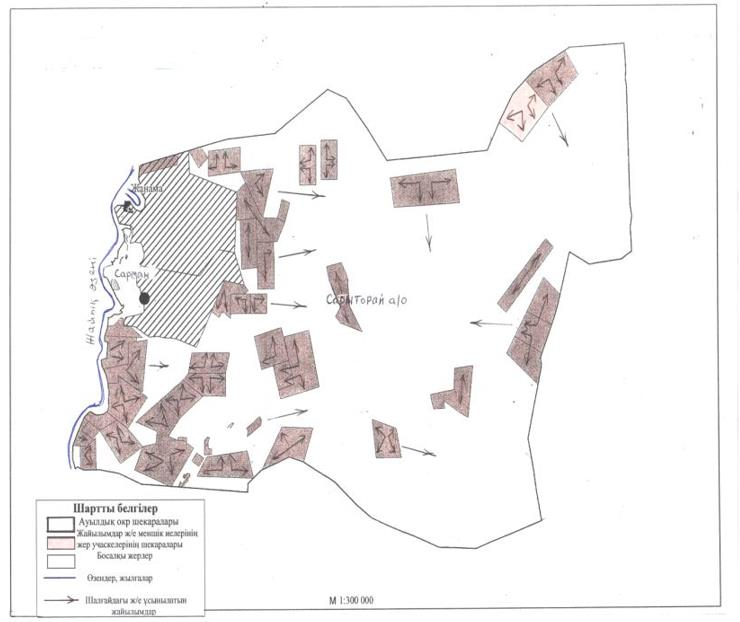 Жанама
Сарман
Жайық өзені
Сарыторай а/о
Шартты белгілер
Ауылдық окр шекаралары
Жайылымдар ж/е меншік иелерінің
жер учаскелерінің шекаралары
Босалқы жерлер
Өзендер, жылғалар
Шалғайдағы ж/е ұсынылатын
жайылымдар
М 1:300 000